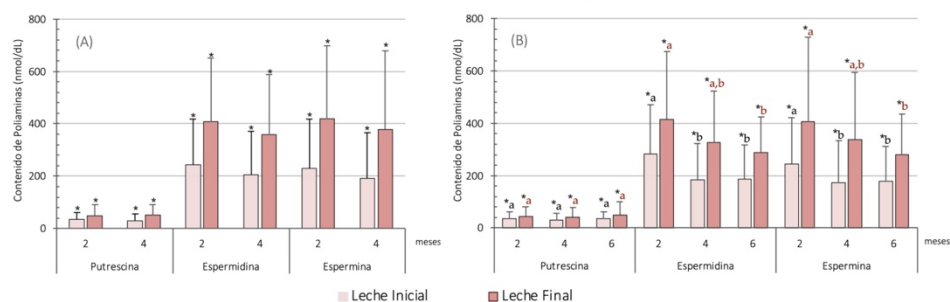 (A)
Contenido de Poliaminas (nmol/dL)
800
600
400
200
0
* * * * * * * * * * * *
2 4 2 4 2 4 meses
Putrescina Espermidina Espermina
(B)
Contenido de Poliaminas (nmol/dL)
800
600
400
200
0
*a *a *a *a *a *a *a *a *b *a,b *b *b *a *a *b *a,b *b *b
2 4 6 2 4 6 2 4 6 meses
Putrescina Espermidina Espermina
Leche Inicial Leche Final